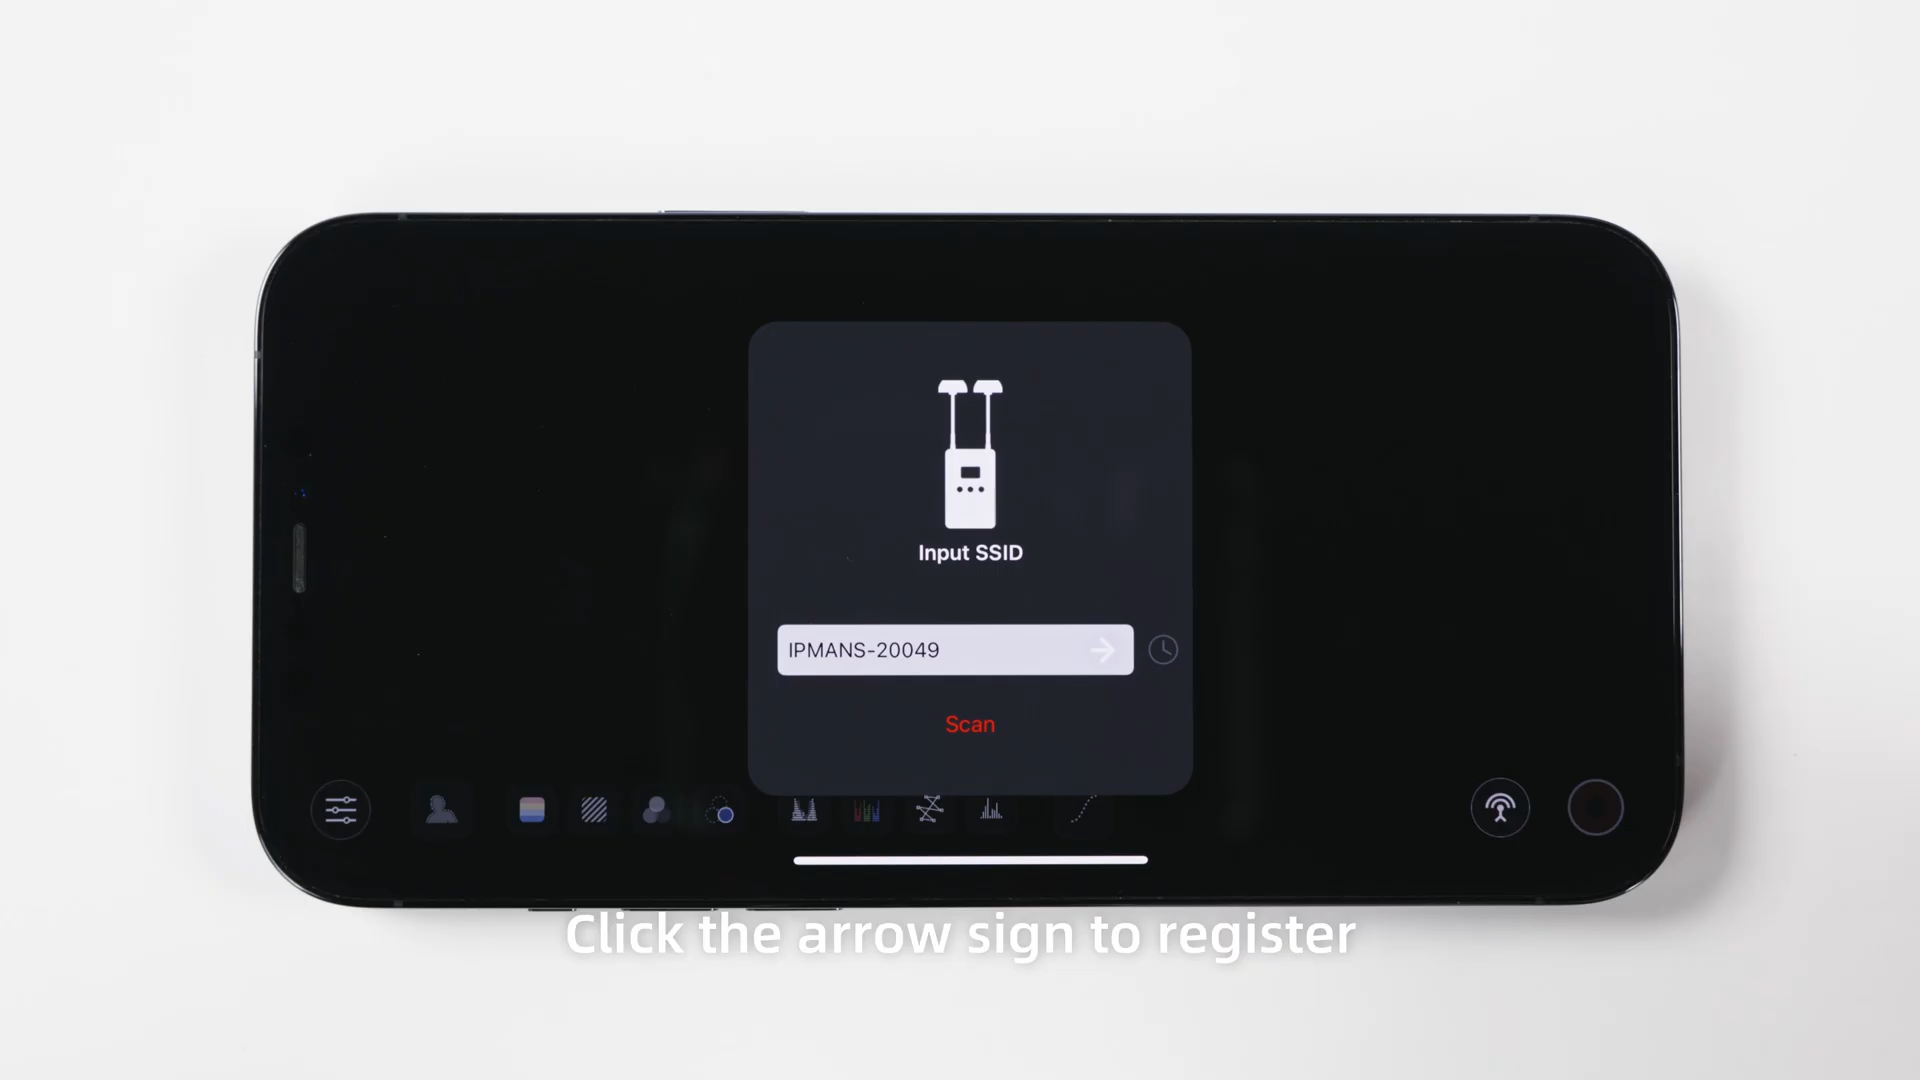 Input SSID
IPMANS-20049
Scan
Click the arrow sign to register